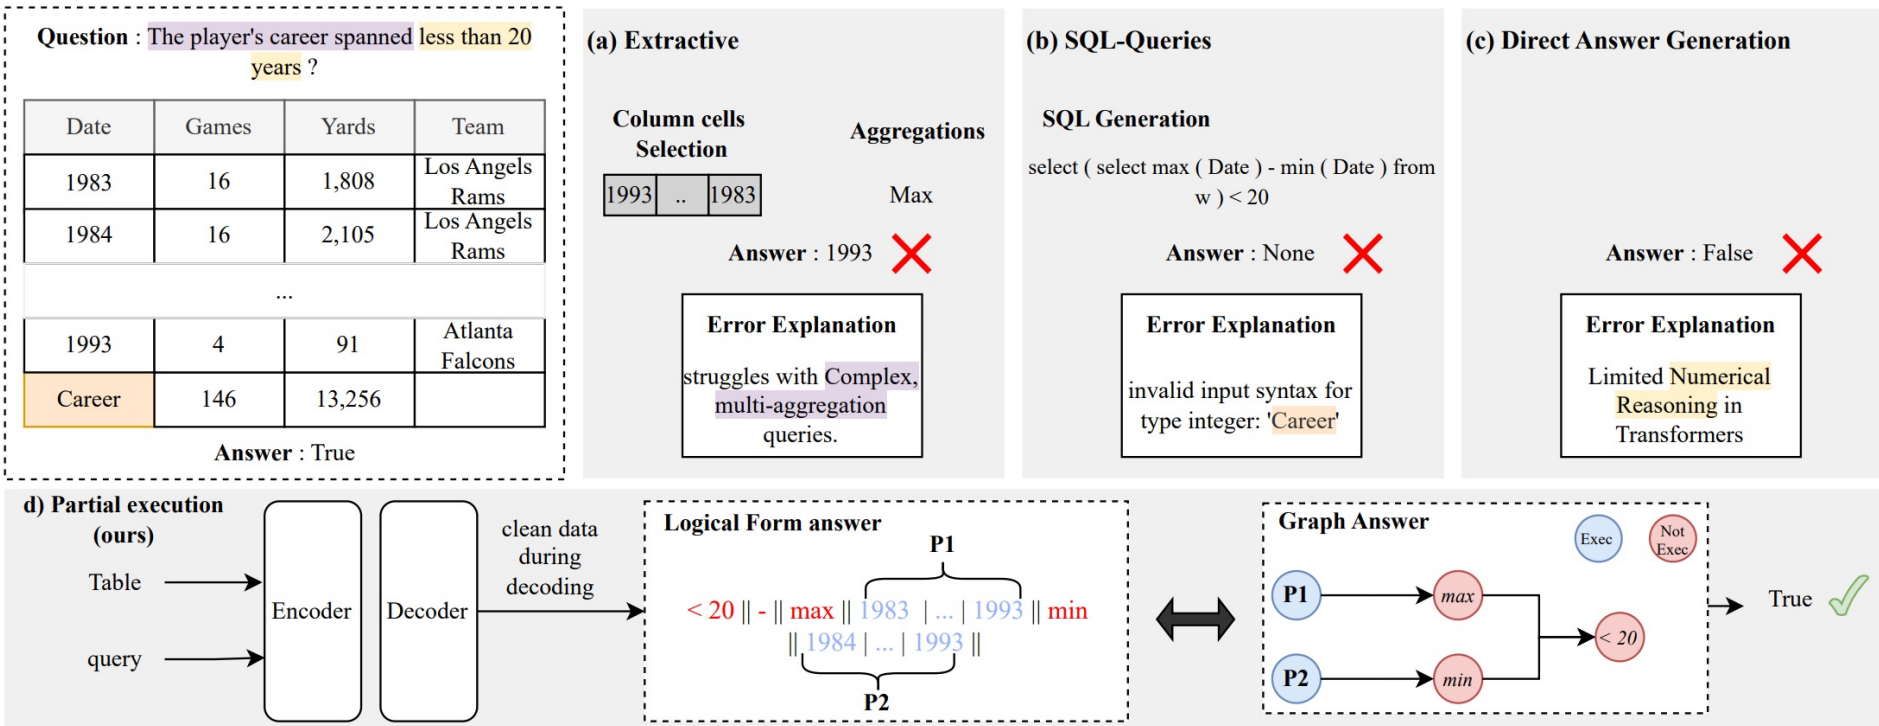 Question : The player's career spanned less than 20
years ?
Date Games Yards Team
1983 16 1,808 Los Angels
Rams
1984 16 2,105 Los Angels
Rams
...
1993 4 91 Atlanta
Falcons
Career 146 13,256
Answer : True
(a) Extractive
Column cells
Selection
Aggregations
1993 .. 1983
Max
Answer : 1993
Error Explanation
struggles with Complex,
multi-aggregation
queries.
(b) SQL-Queries
SQL Generation
select ( select max ( Date ) - min ( Date ) from
w ) < 20
Answer : None
Error Explanation
invalid input syntax for
type integer: 'Career'
(c) Direct Answer Generation
Answer : False
Error Explanation
Limited Numerical
Reasoning in
Transformers
d) Partial execution
(ours)
Table
query
Encoder
Decoder
clean data
during
decoding
Logical Form answer
P1
< 20 || - || max || 1983 | ... | 1993 || min
|| 1984 | ... | 1993 ||
P2
Graph Answer
Exec
Not
Exec
P1
max
< 20
P2
min
True